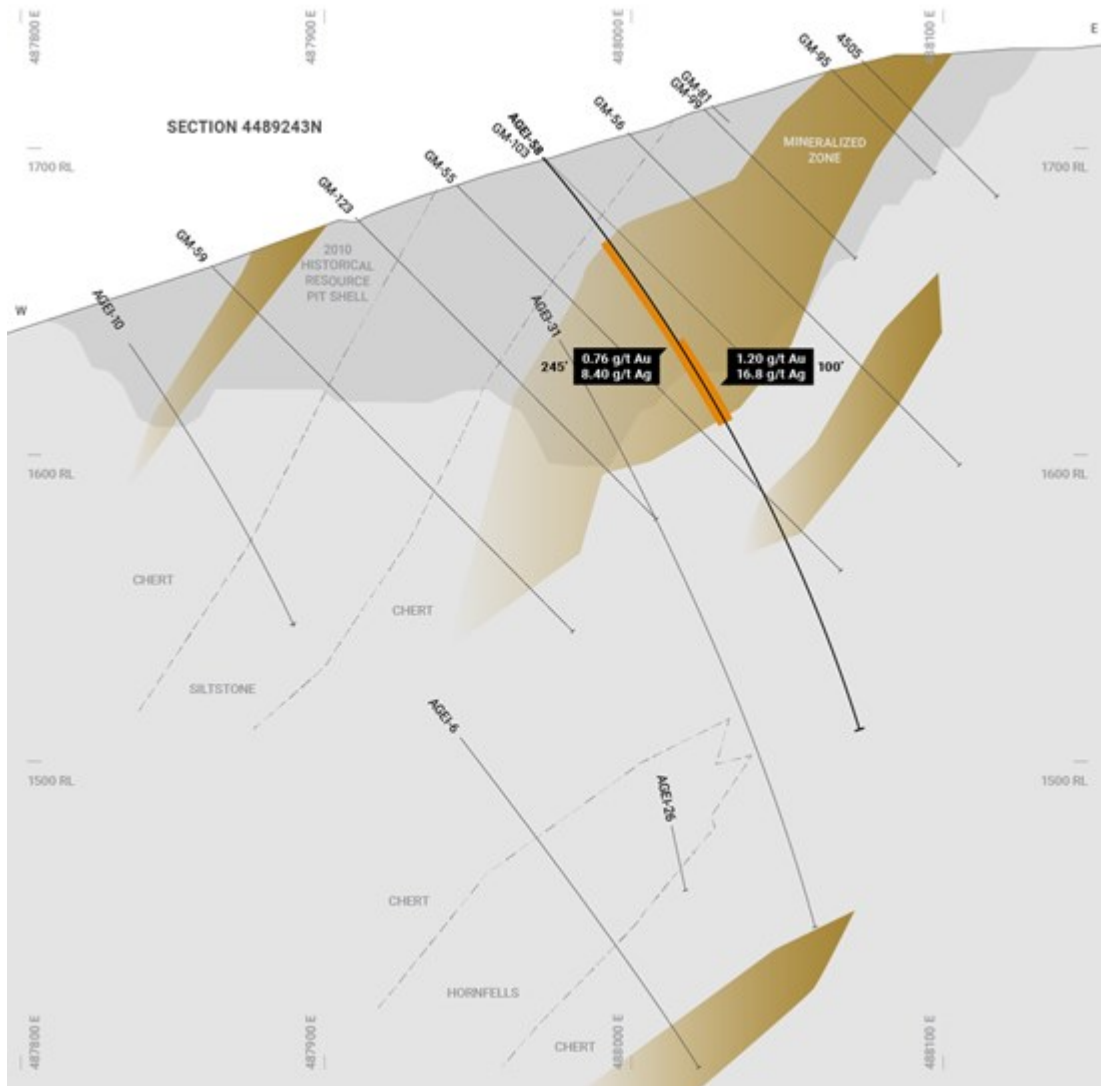 487800 E
487900 E
488000 E
488100 E
E
4505
GM-95
GM-81
GM-99
GM-56
SECTION 4489243N
AGEI-58
GM-103
MINERALIZED
ZONE
1700 RL
1700 RL
GM-55
GM-123
GM-59
2010
HISTORICAL
RESOURCE
PIT SHELL
W
AGEI-10
AGEI-31
245'
0.76 g/t Au
8.40 g/t Ag
1.20 g/t Au
16.8 g/t Ag
100'
1600 RL
1600 RL
CHERT
CHERT
SILTSTONE
AGEI-6
1500 RL
1500 RL
AGEI-26
CHERT
HORNFELLS
CHERT
487800 E
487900 E
488000 E
488100 E